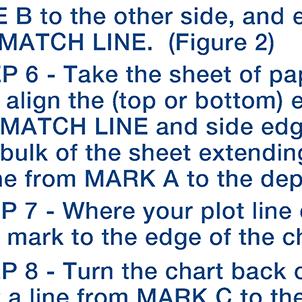 E B to the other side, and e
MATCH LINE. (Figure 2)
EP 6 - Take the sheet of pap
align the (top or bottom) e
MATCH LINE and side edg
bulk of the sheet extending
ne from MARK A to the dep
P 7 - Where your plot line c
mark to the edge of the ch
P 8 - Turn the chart back o
a line from MARK C to the